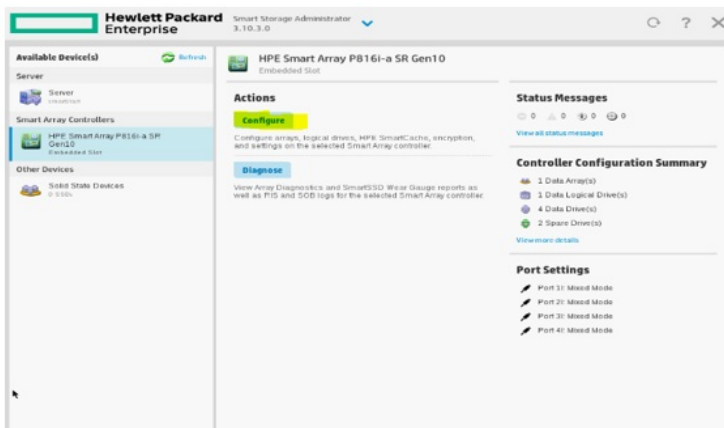 Hewlett Packard
Enterprise
Smart Storage Administrator
3.10.3.0
?
Available Device(s)
Refresh
Server
Server
Smart Array Controllers
HPE Smart Array P816i-a SR
Gen10
Embedded Slot
Other Devices
Solid State Devices
0 SSDs
HPE Smart Array P816i-a SR Gen10
Embedded Slot
Actions
Configure
Configure arrays, logical drives, HPE SmartCache, encryption,
and settings on the selected Smart Array controller.
Diagnose
View Array Diagnostics and SmartSSD Wear Gauge reports as
well as PIS and SOB logs for the selected Smart Array controller.
Status Messages
0 0 0 0
View all status messages
Controller Configuration Summary
1 Data Array(s)
1 Data Logical Drive(s)
4 Data Drive(s)
2 Spare Drive(s)
View more details
Port Settings
Port 1I: Mixed Mode
Port 2I: Mixed Mode
Port 3I: Mixed Mode
Port 4I: Mixed Mode